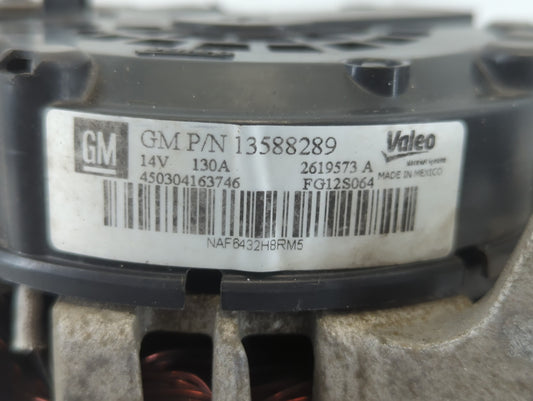 GM GM P/N 13588289 Valeo
14V 130A 2619573 A
450304163746 FG12S064 MADE IN MEXICO
NAF6432H8RM5